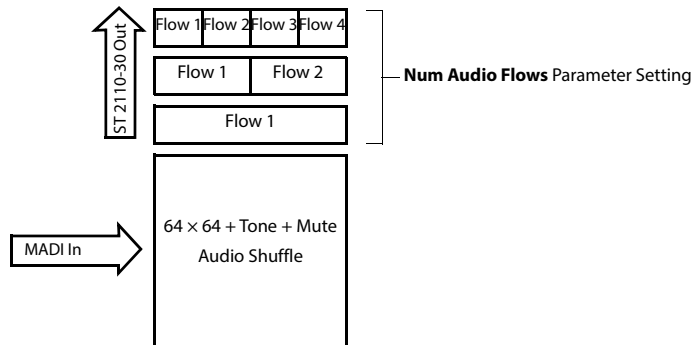 ST 2110-30 Out
Flow 1 Flow 2 Flow 3 Flow 4
Flow 1 Flow 2
Flow 1
Num Audio Flows Parameter Setting
64 × 64 + Tone + Mute
Audio Shuffle
MADI In